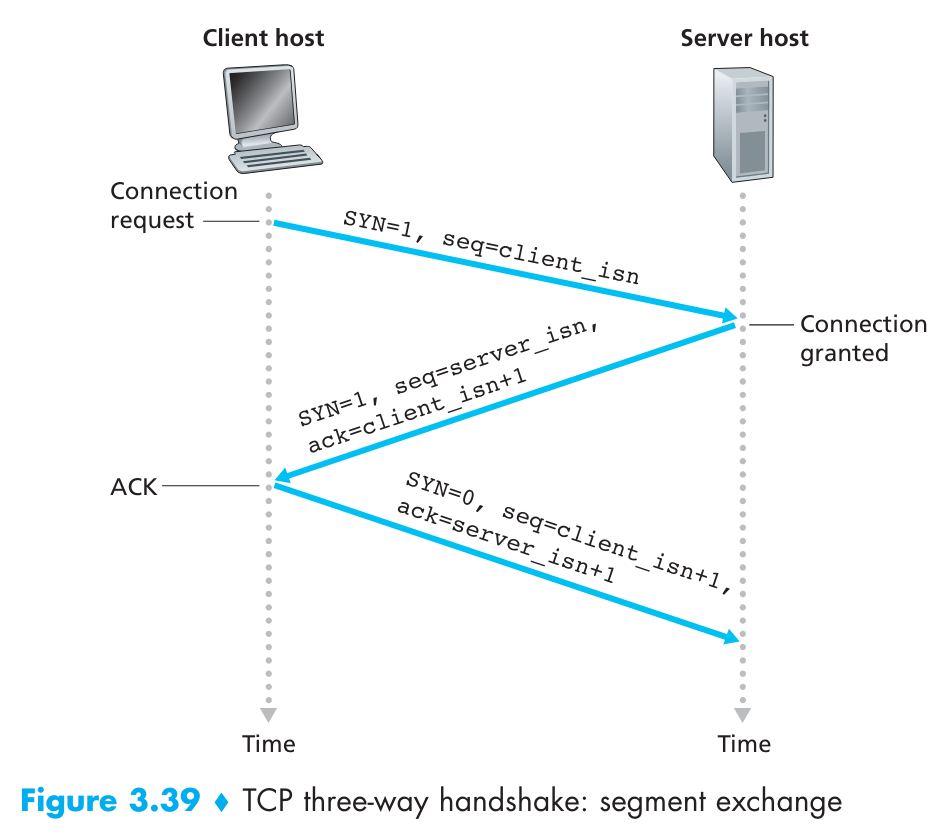 Client host
Server host
Connection
request
SYN=1, seq=client_isn
Connection
granted
SYN=1, seq=server_isn,
ack=client_isn+1
ACK
SYN=0, seq=client_isn+1,
ack=server_isn+1
Time
Time
Figure 3.39 ♦ TCP three-way handshake: segment exchange